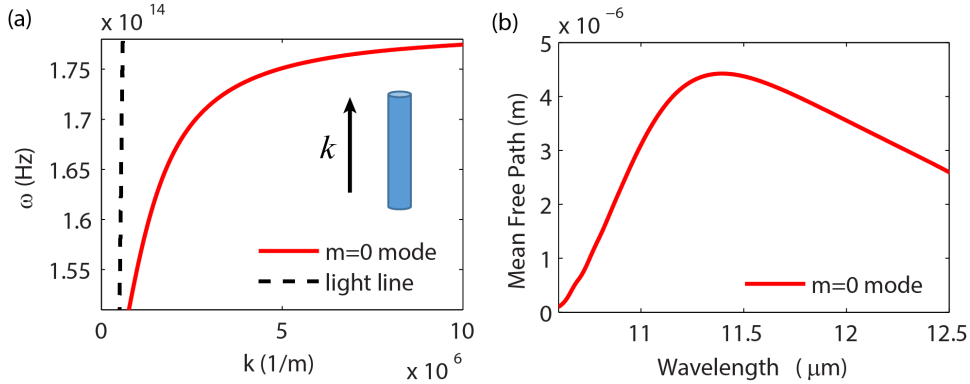 (a)
x 10 ^14
1.75
1.7
1.65
1.6
1.55
ω (Hz)
k
m=0 mode
light line
0 5 10
k (1/m)
x 10 ^6
(b)
x 10 ^−6
5
4
3
2
1
0
Mean Free Path (m)
m=0 mode
11 11.5 12 12.5
Wavelength ( μm)